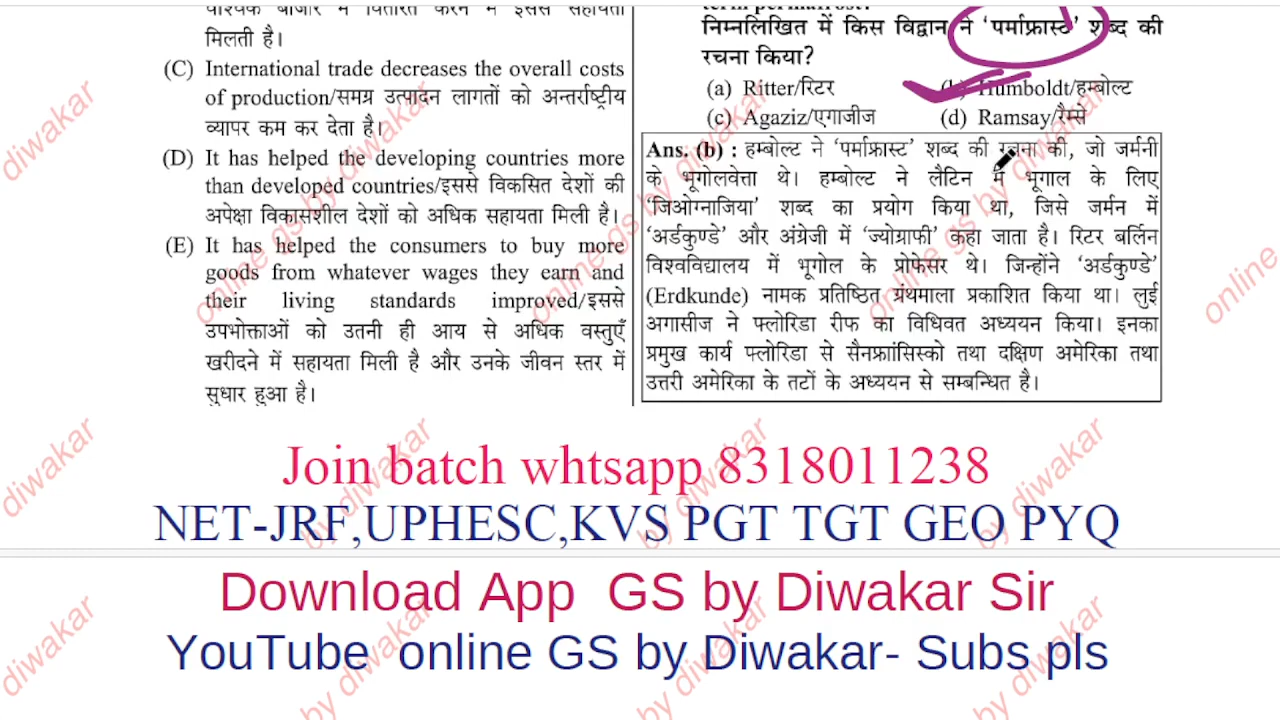 पाश्यक बाजार में वितरित करने में इससे सहायता
मिलती है।
(C) International trade decreases the overall costs
of production/समग्र उत्पादन लागतों को अन्तर्राष्ट्रीय
व्यापर कम कर देता है।
(D) It has helped the developing countries more
than developed countries/इससे विकसित देशों की
अपेक्षा विकासशील देशों को अधिक सहायता मिली है।
(E) It has helped the consumers to buy more
goods from whatever wages they earn and
their living standards improved/इससे
उपभोक्ताओं को उतनी ही आय से अधिक वस्तुएँ
खरीदने में सहायता मिली है और उनके जीवन स्तर में
सुधार हुआ है।
term permafrost?
निम्नलिखित में किस विद्वान ने 'पर्माफ्रास्ट' शब्द की
रचना किया?
(a) Ritter/रिटर (b) Humboldt/हम्बोल्ट
(c) Agaziz/एगाजीज (d) Ramsay/रैम्से
Ans. (b) : हम्बोल्ट ने 'पर्माफ्रास्ट' शब्द की रचना की, जो जर्मनी
के भूगोलवेत्ता थे। हम्बोल्ट ने लैटिन में भूगाल के लिए
'जिओग्नाजिया' शब्द का प्रयोग किया था, जिसे जर्मन में
'अर्डकुण्डे' और अंग्रेजी में 'ज्योग्राफी' कहा जाता है। रिटर बर्लिन
विश्वविद्यालय में भूगोल के प्रोफेसर थे। जिन्होंने 'अर्डकुण्डे'
(Erdkunde) नामक प्रतिष्ठित ग्रंथमाला प्रकाशित किया था। लुई
अगासीज ने फ्लोरिडा रीफ का विधिवत अध्ययन किया। इनका
प्रमुख कार्य फ्लोरिडा से सैनफ्रांसिस्को तथा दक्षिण अमेरिका तथा
उत्तरी अमेरिका के तटों के अध्ययन से सम्बन्धित है।
Join batch whtsapp 8318011238
NET-JRF,UPHESC,KVS PGT TGT GEO PYQ
Download App GS by Diwakar Sir
YouTube online GS by Diwakar- Subs pls